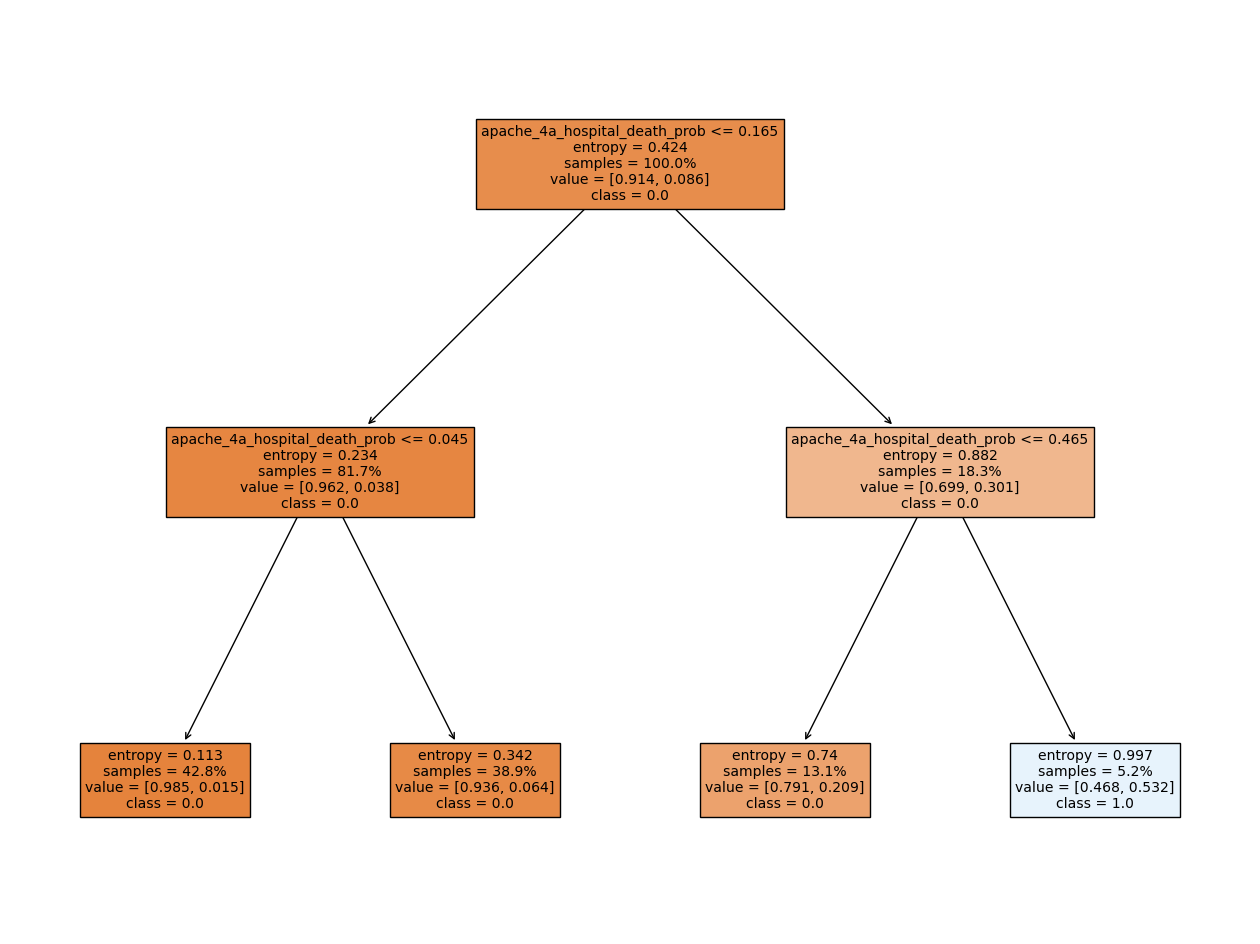 apache_4a_hospital_death_prob <= 0.165
entropy = 0.424
samples = 100.0%
value = [0.914, 0.086]
class = 0.0
apache_4a_hospital_death_prob <= 0.045
entropy = 0.234
samples = 81.7%
value = [0.962, 0.038]
class = 0.0
apache_4a_hospital_death_prob <= 0.465
entropy = 0.882
samples = 18.3%
value = [0.699, 0.301]
class = 0.0
entropy = 0.113
samples = 42.8%
value = [0.985, 0.015]
class = 0.0
entropy = 0.342
samples = 38.9%
value = [0.936, 0.064]
class = 0.0
entropy = 0.74
samples = 13.1%
value = [0.791, 0.209]
class = 0.0
entropy = 0.997
samples = 5.2%
value = [0.468, 0.532]
class = 1.0